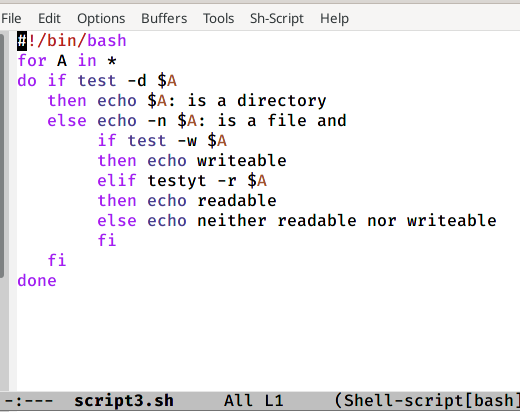 File Edit Options Buffers Tools Sh-Script Help
#!/bin/bash
for A in *
do if test -d $A
   then echo $A: is a directory
   else echo -n $A: is a file and
        if test -w $A
        then echo writeable
        elif testyt -r $A
        then echo readable
        else echo neither readable nor writeable
        fi
   fi
done
-:--- script3.sh All L1 (Shell-script[bash]